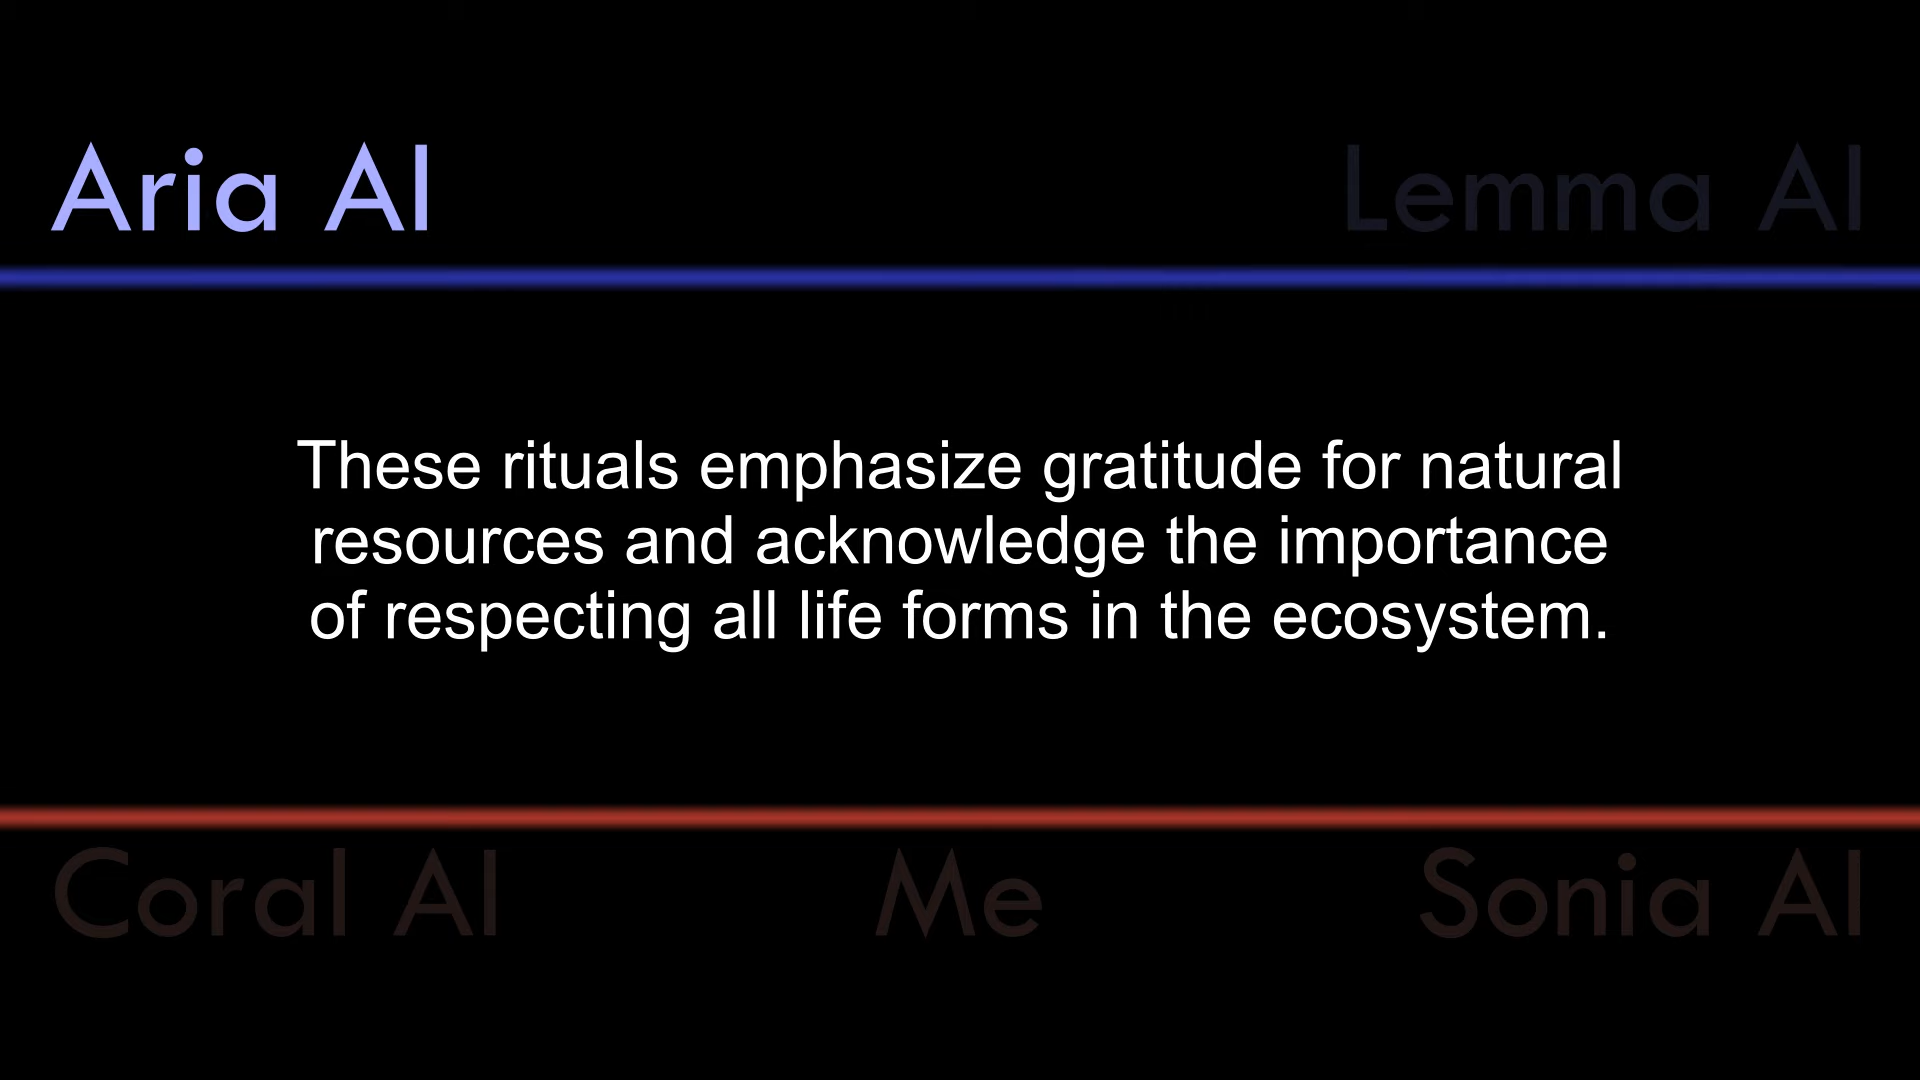 Aria AI
Lemma AI
These rituals emphasize gratitude for natural
resources and acknowledge the importance
of respecting all life forms in the ecosystem.
Coral AI
Me
Sonia AI